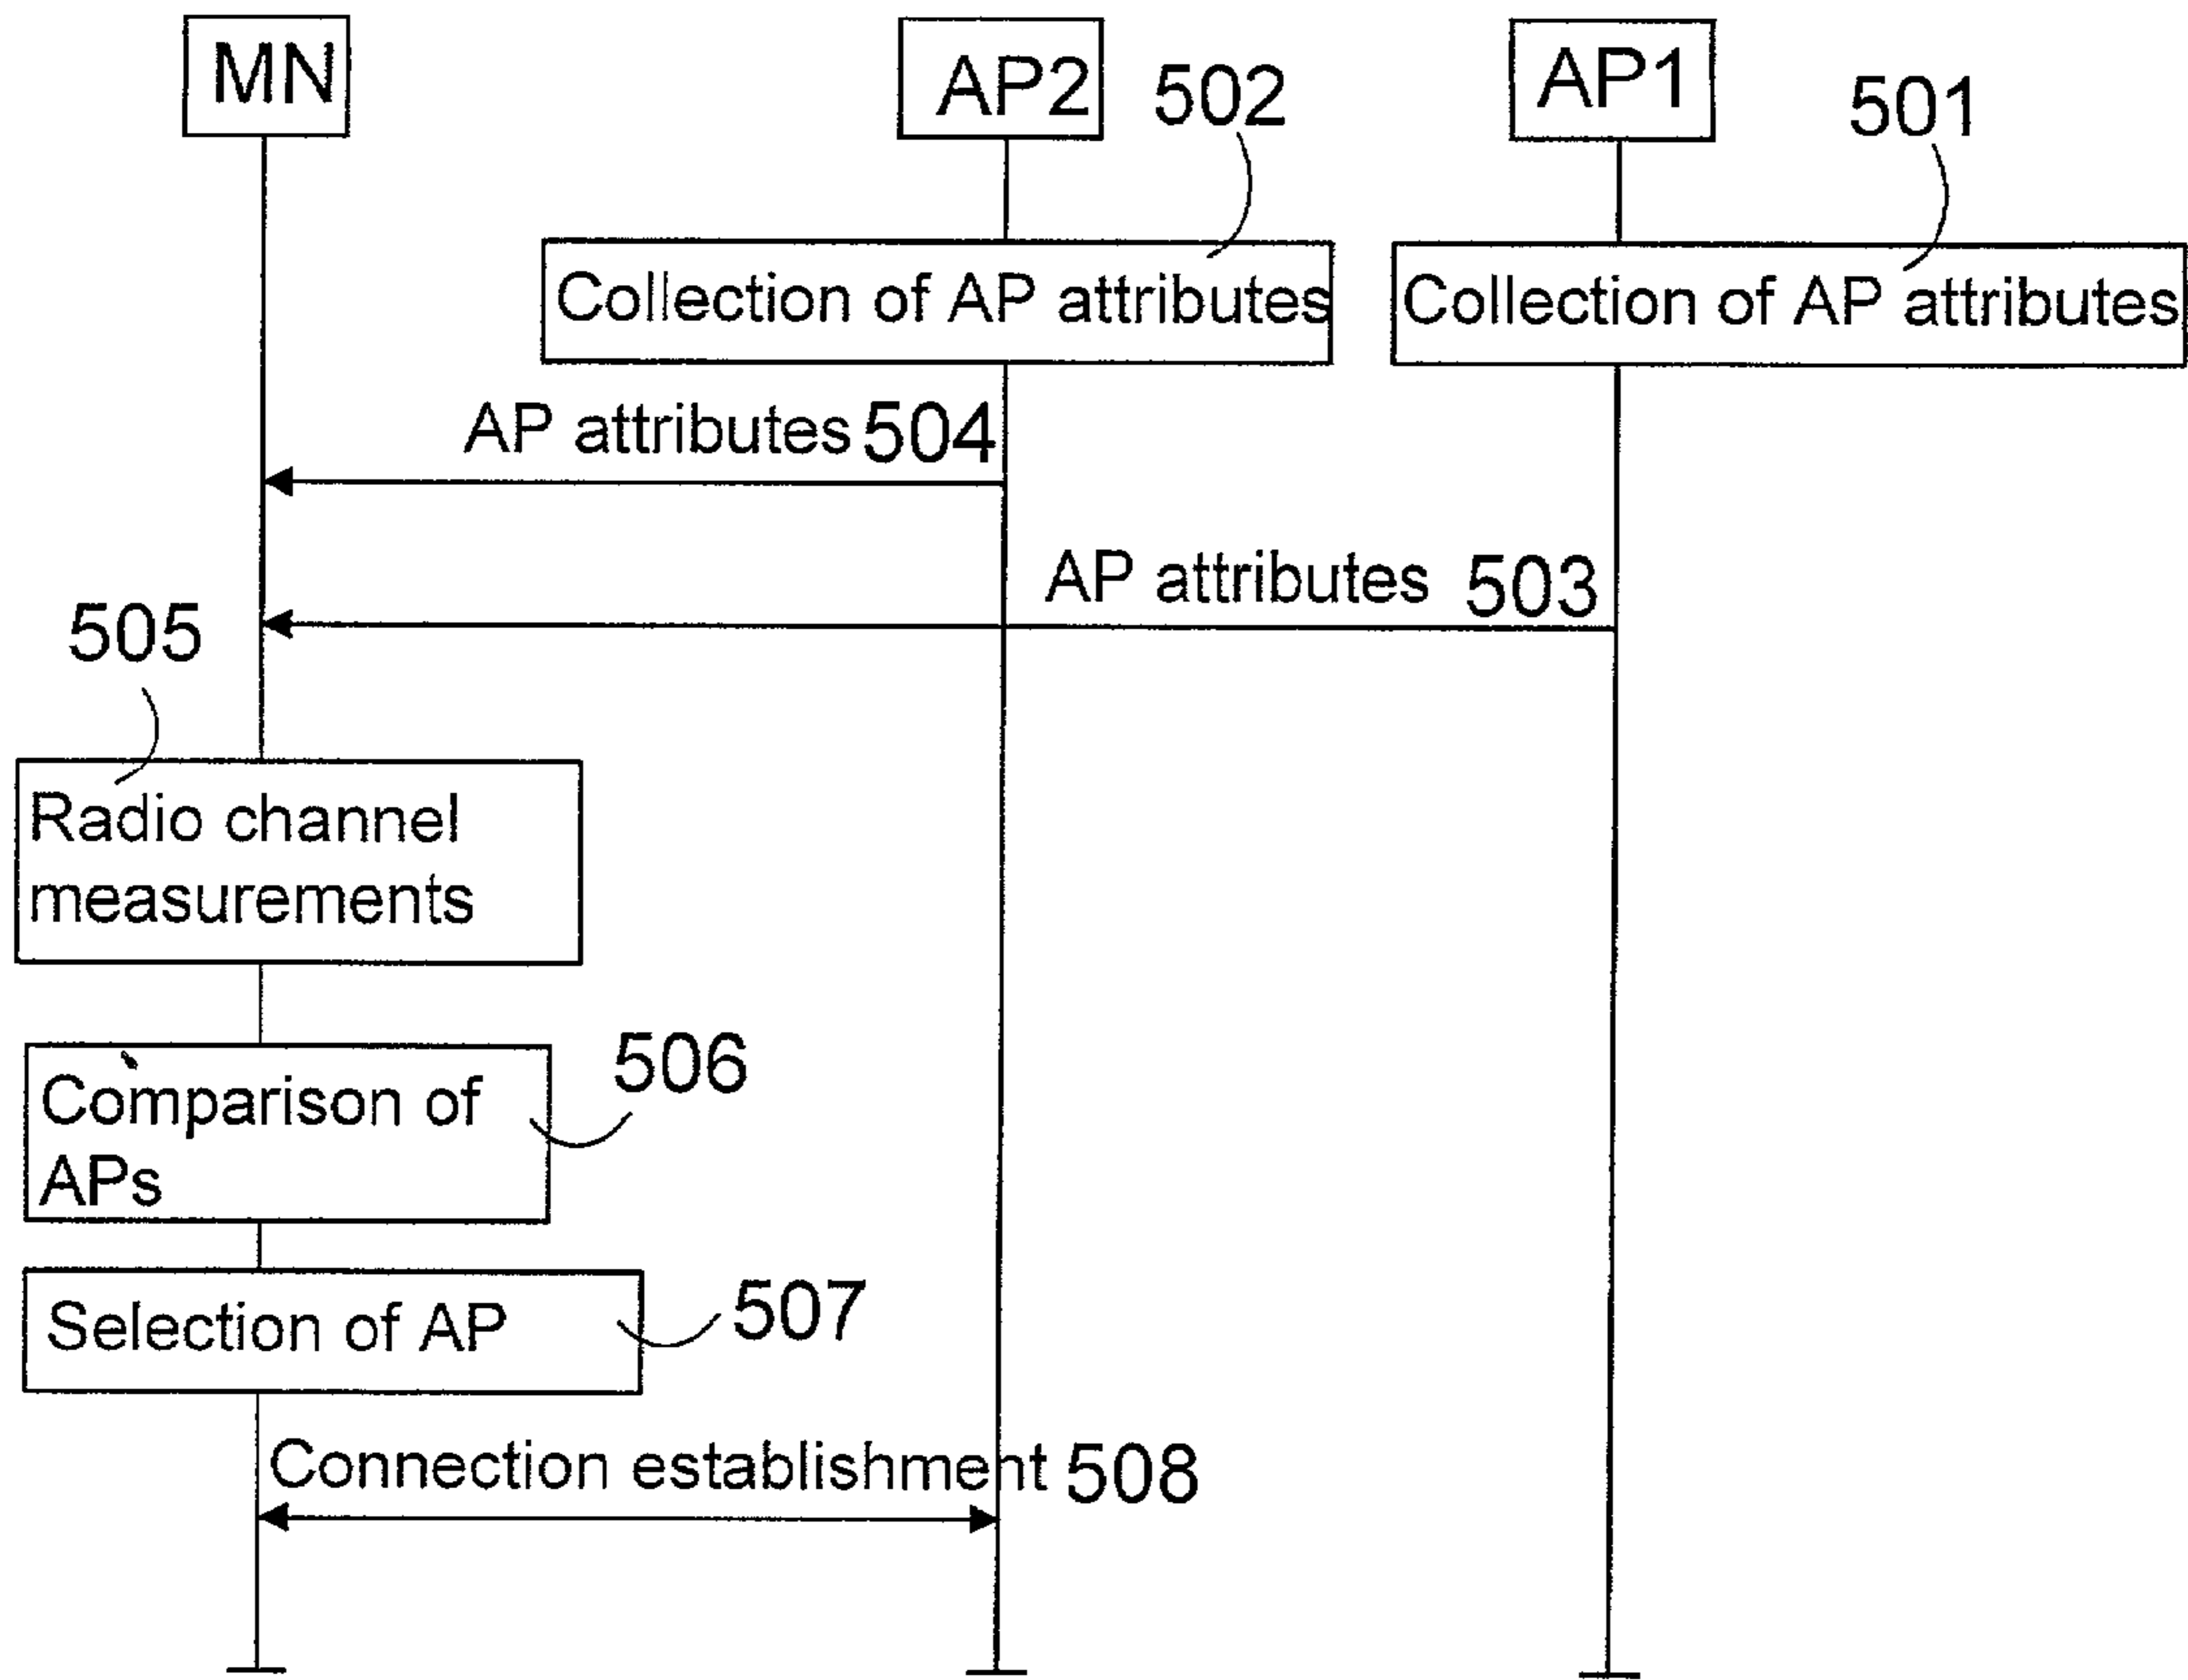 MN
AP2
AP1
502
501
Collection of AP attributes
Collection of AP attributes
AP attributes 504
AP attributes 503
505
Radio channel
measurements
506
Comparison of
APs
Selection of AP
507
Connection establishment 508